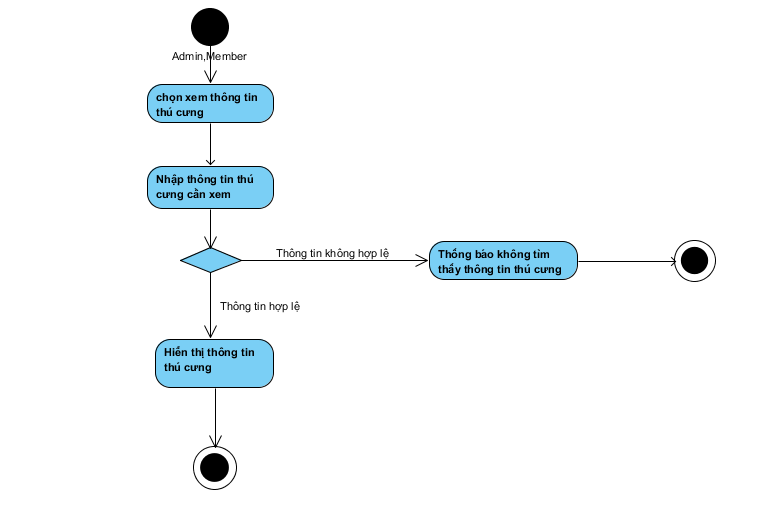 Admin,Member
chọn xem thông tin
thú cưng
Nhập thông tin thú
cưng cần xem
Thông tin không hợp lệ
Thống báo không tìm
thấy thông tin thú cưng
Thông tin hợp lệ
Hiển thị thông tin
thú cưng